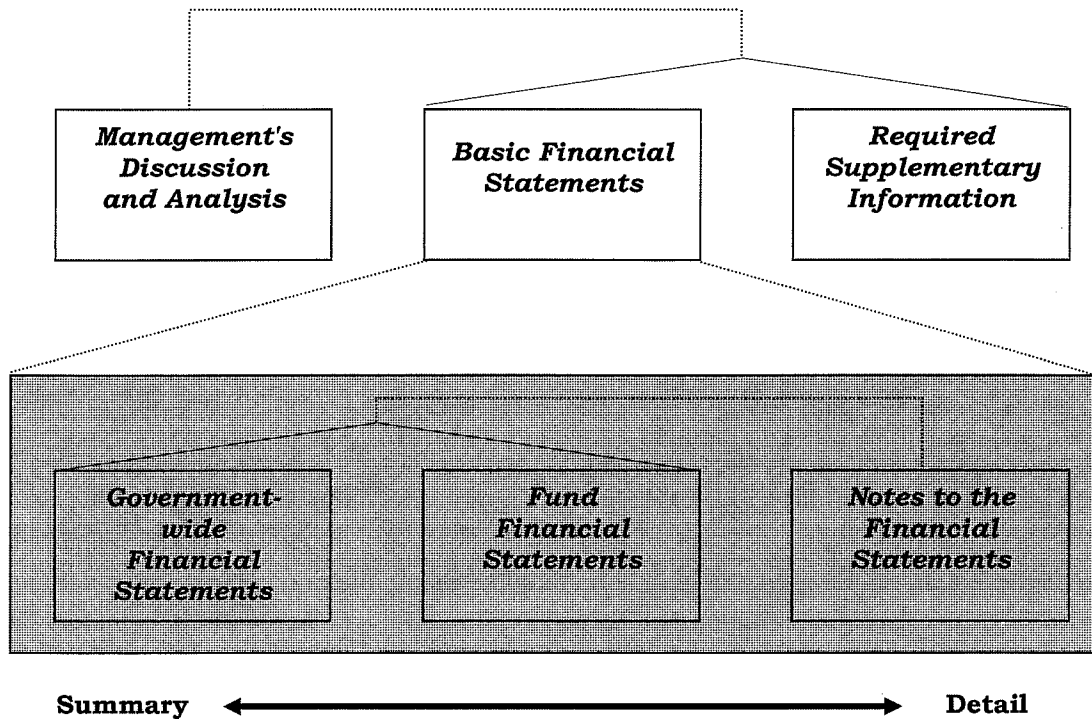 Management's
Discussion
and Analysis
Basic Financial
Statements
Required
Supplementary
Information
Government-
wide
Financial
Statements
Fund
Financial
Statements
Notes to the
Financial
Statements
Summary
Detail